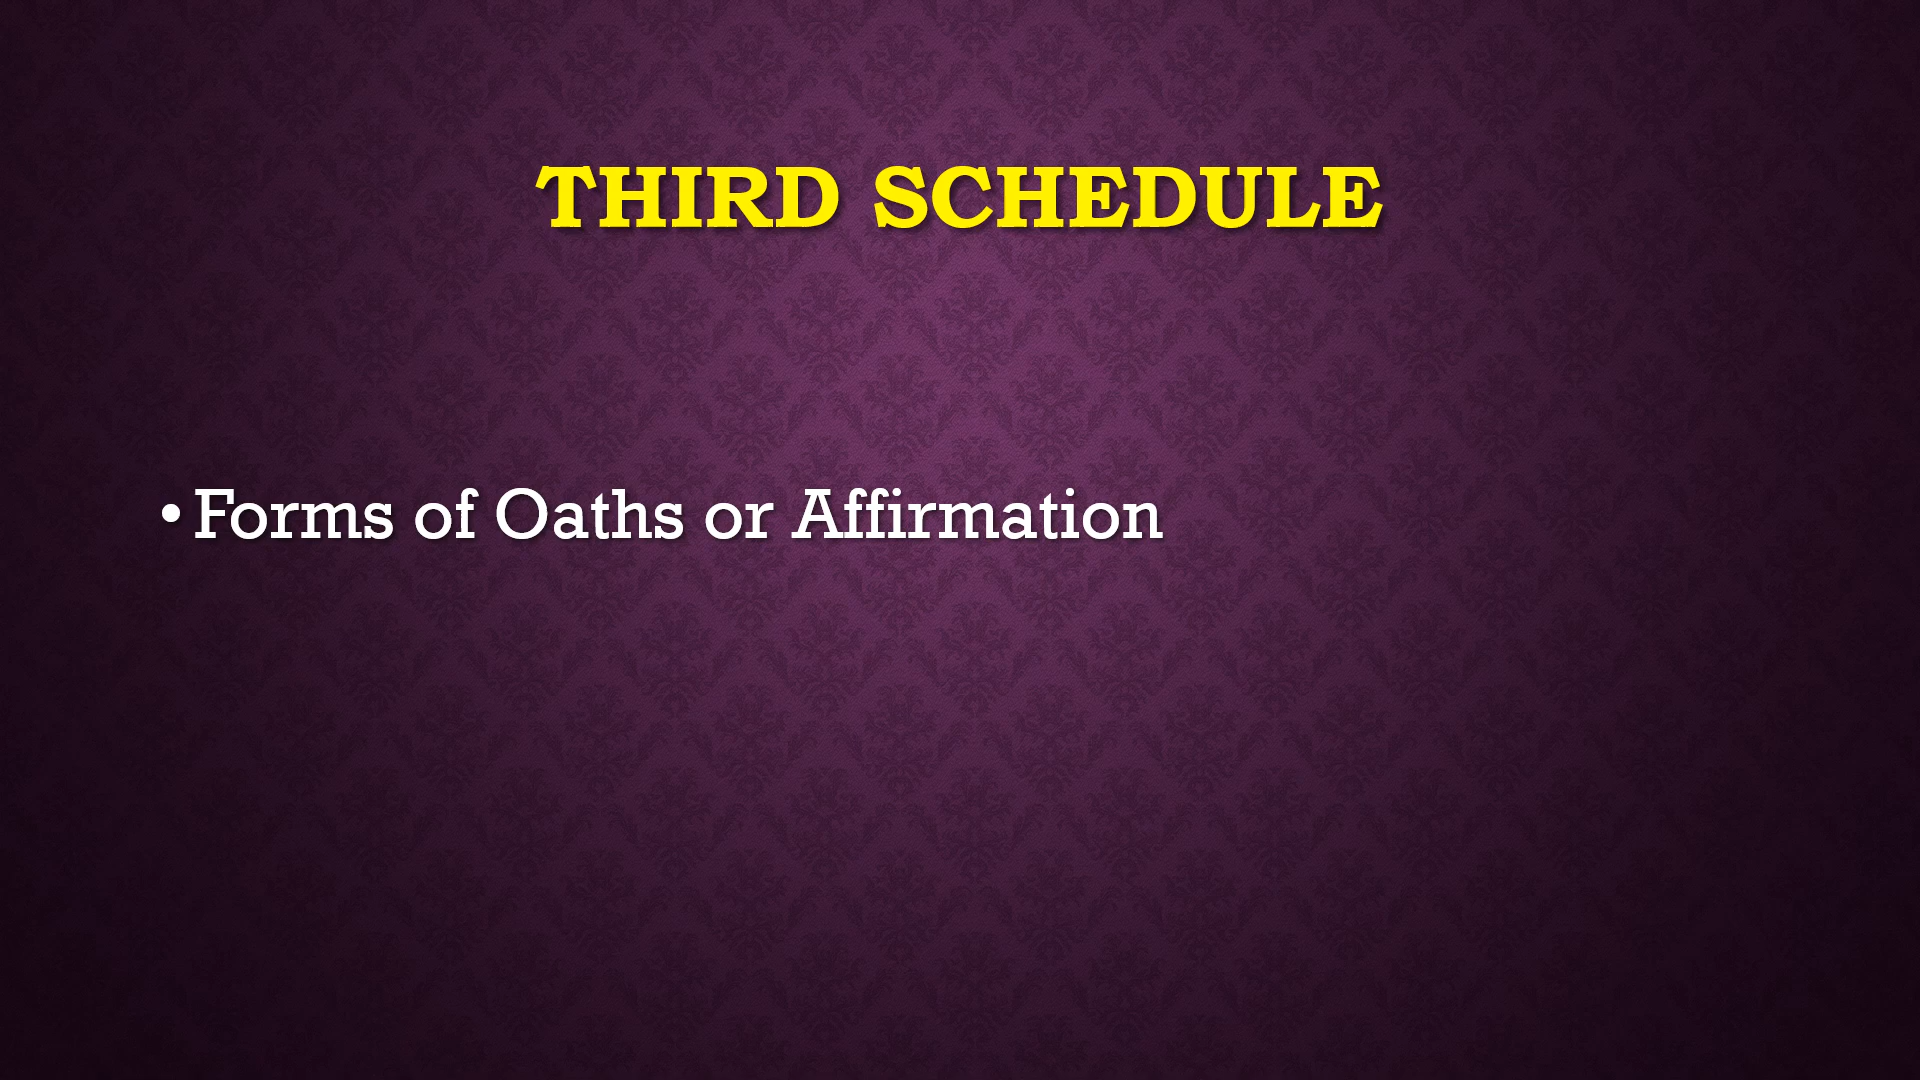 THIRD SCHEDULE
• Forms of Oaths or Affirmation